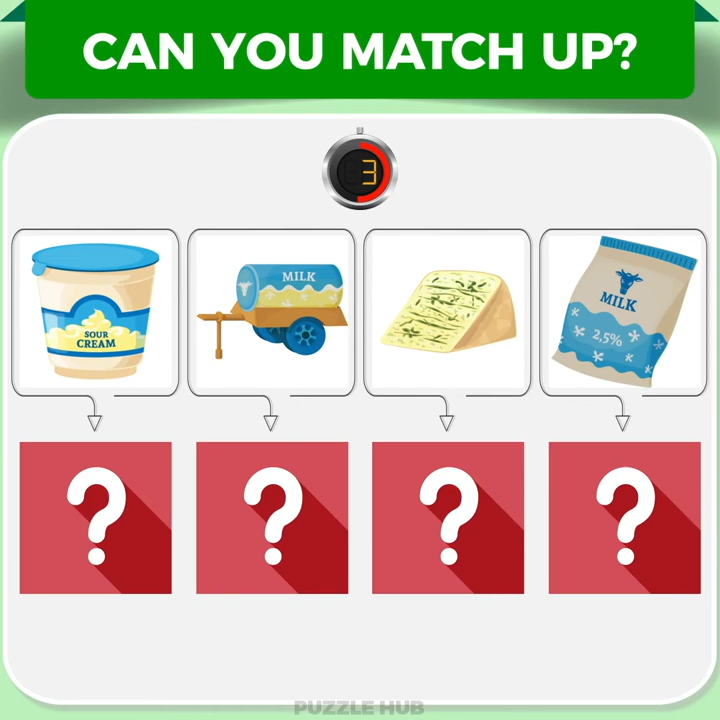 CAN YOU MATCH UP?
3
SOUR
CREAM
MILK
MILK
2,5%
?
?
?
?
PUZZLE HUB